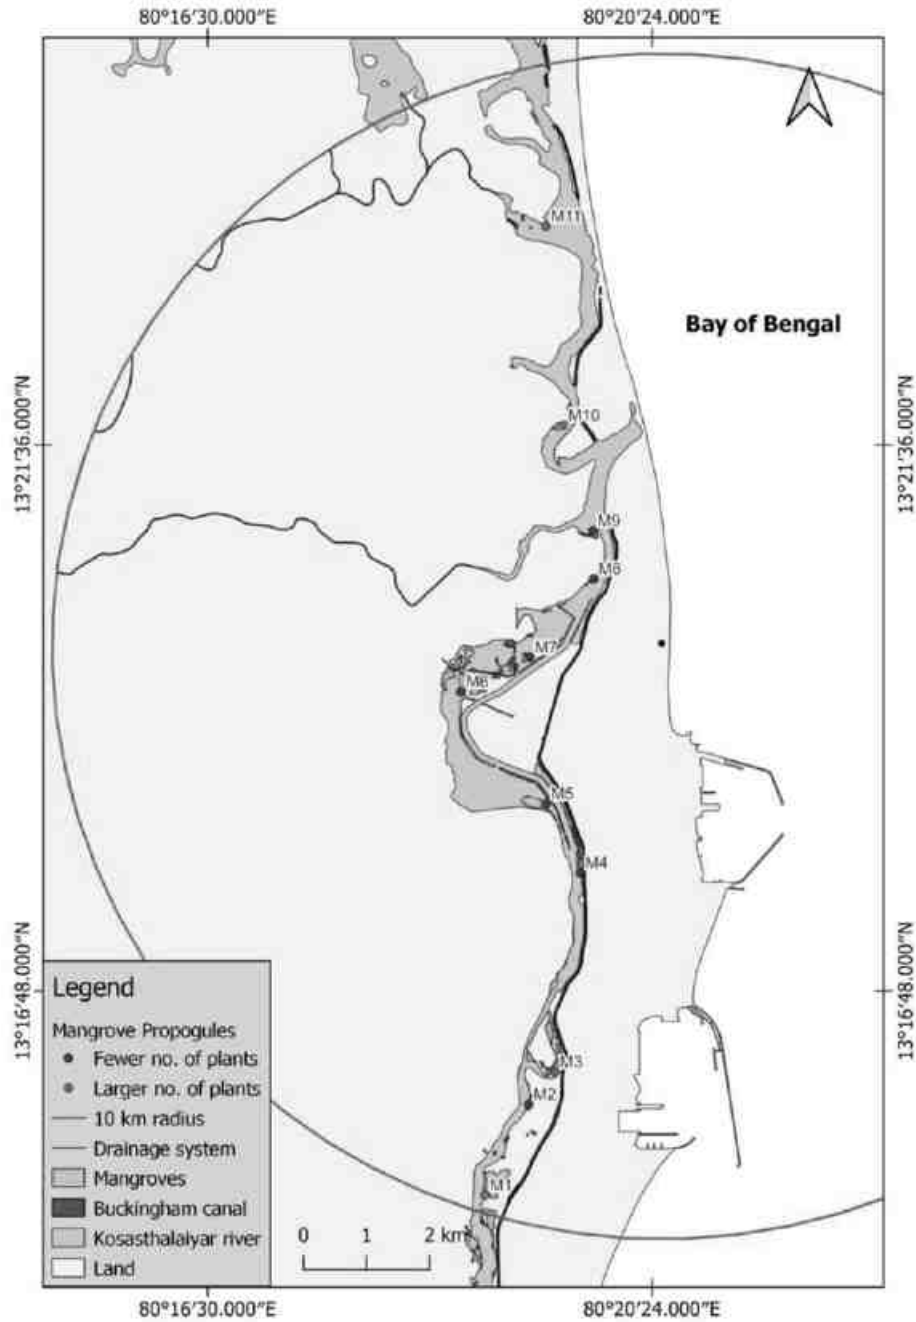 80°16′30.000″E 80°20′24.000″E
M11
Bay of Bengal
M10
13°21′36.000″N 13°21′36.000″N
M9
M8
M7
M6
M5
M4
13°16′48.000″N 13°16′48.000″N
Legend
Mangrove Propogules
Fewer no. of plants
Larger no. of plants
10 km radius
Drainage system
Mangroves
Buckingham canal
Kosasthalaiyar river
Land
M3
M2
M1
0 1 2 km
80°16′30.000″E 80°20′24.000″E